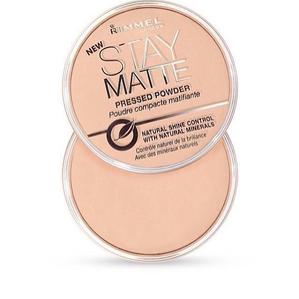 RIMMEL
NEW
STAY
MATTE
PRESSED POWDER
Poudre compacte matifiante
NATURAL SHINE CONTROL
WITH NATURAL MINERALS
Contrôle naturel de la brillance
Avec des minéraux naturels